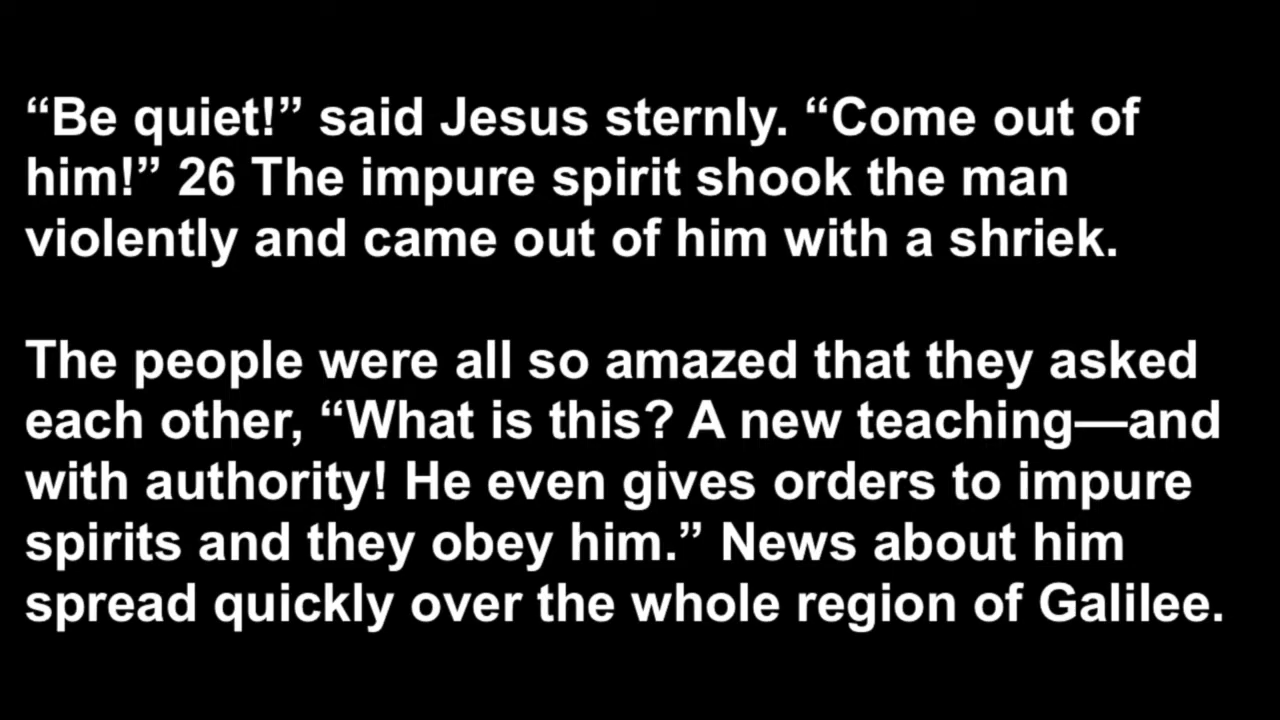 “Be quiet!” said Jesus sternly. “Come out of
him!” 26 The impure spirit shook the man
violently and came out of him with a shriek.
The people were all so amazed that they asked
each other, “What is this? A new teaching—and
with authority! He even gives orders to impure
spirits and they obey him.” News about him
spread quickly over the whole region of Galilee.